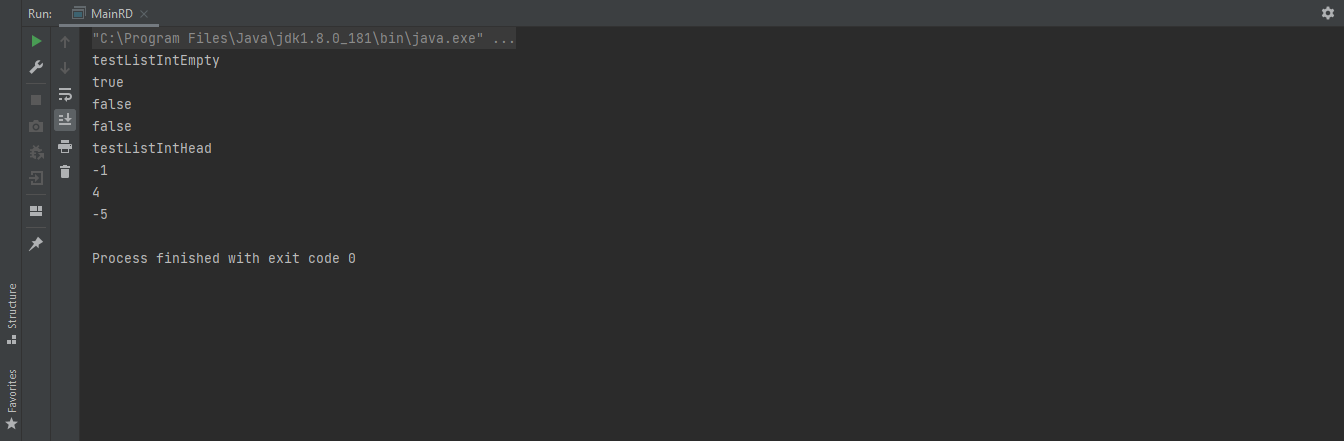 Run: MainRD
"C:\Program Files\Java\jdk1.8.0_181\bin\java.exe" ...
testListIntEmpty
true
false
false
testListIntHead
-1
4
-5
Process finished with exit code 0
Structure
Favorites